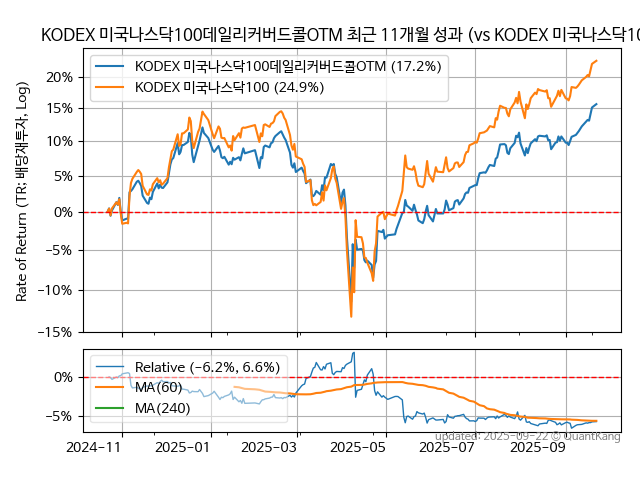 KODEX 미국나스닥100데일리커버드콜OTM 최근 11개월 성과 (vs KODEX 미국나스닥10
Rate of Return (TR: 배당재투자, Log)
20%
15%
10%
5%
0%
−5%
−10%
−15%
KODEX 미국나스닥100데일리커버드콜OTM (17.2%)
KODEX 미국나스닥100 (24.9%)
0%
−5%
Relative (−6.2%, 6.6%)
MA(60)
MA(240)
updated: 2025-09-22 © QuantKang
2024−11
2025−01
2025−03
2025−05
2025−07
2025−09